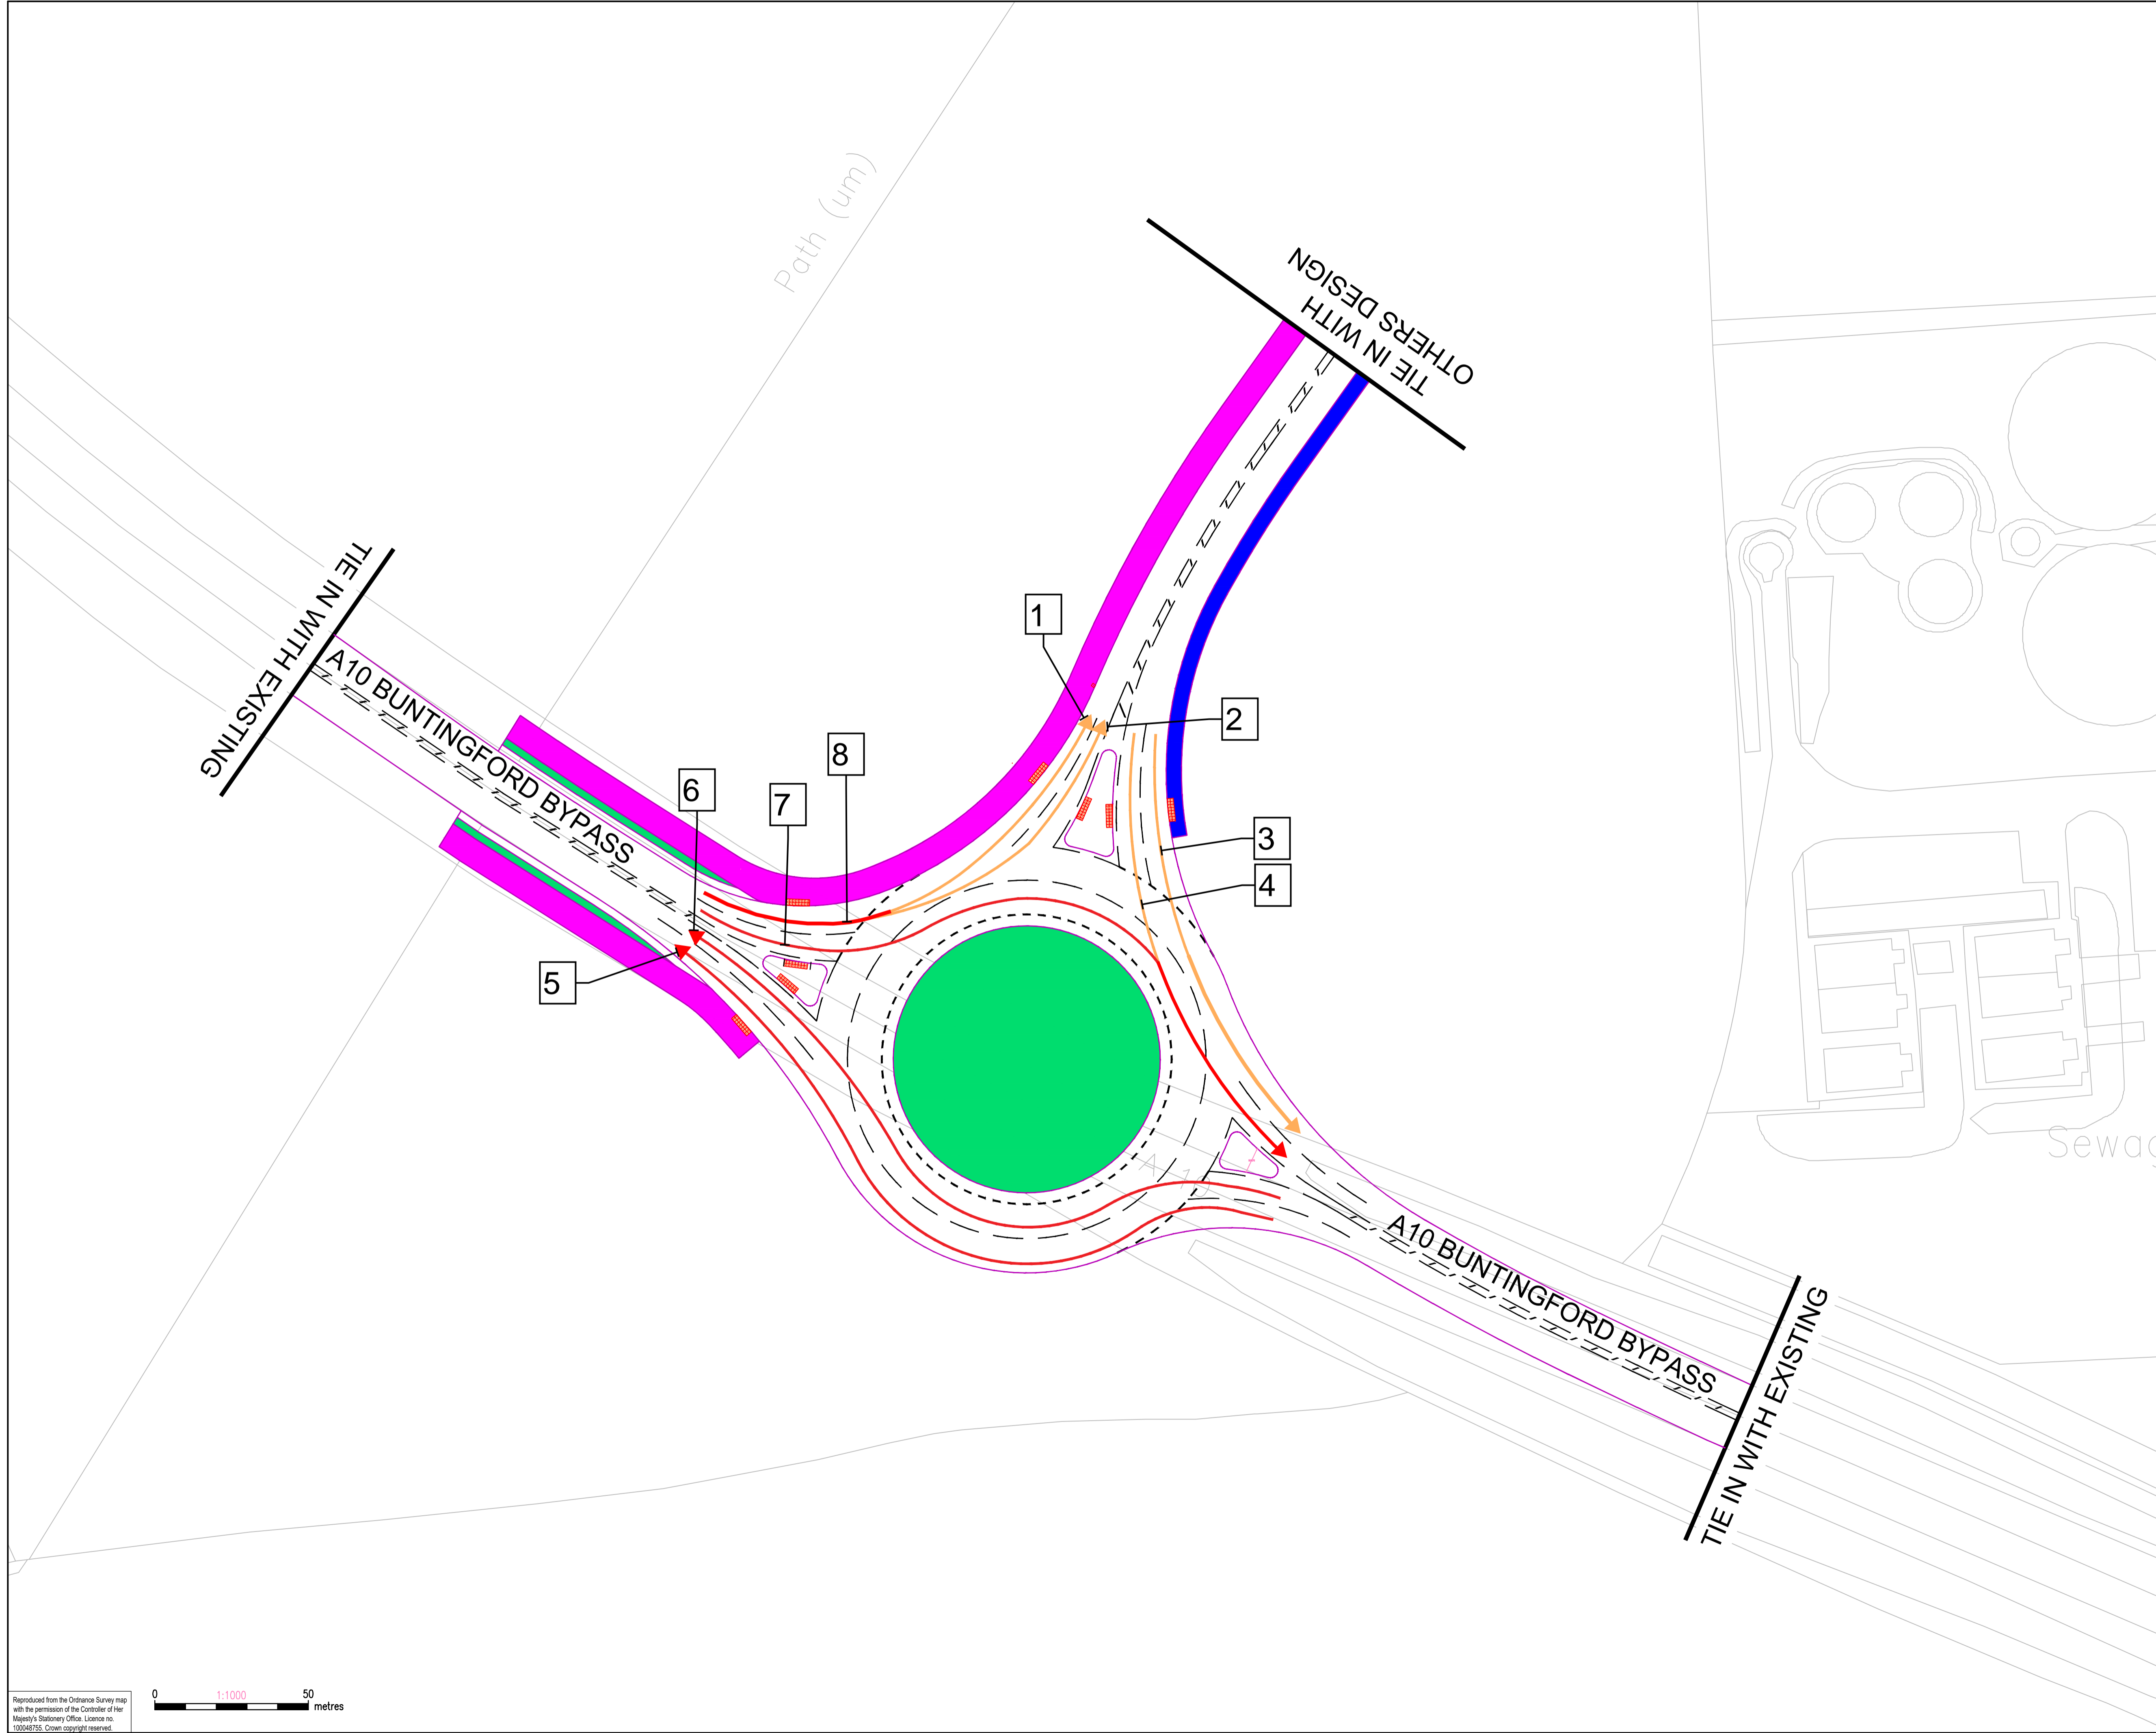 Path (um)
TIE IN WITH
OTHERS DESIGN
TIE IN WITH EXISTING
A10 BUNTINGFORD BYPASS
1
2
3
4
5
6
7
8
A10
Sewag
A10 BUNTINGFORD BYPASS
TIE IN WITH EXISTING
Reproduced from the Ordnance Survey map
with the permission of the Controller of Her
Majesty's Stationery Office. Licence no.
100048755. Crown copyright reserved.
0 1:1000 50
metres